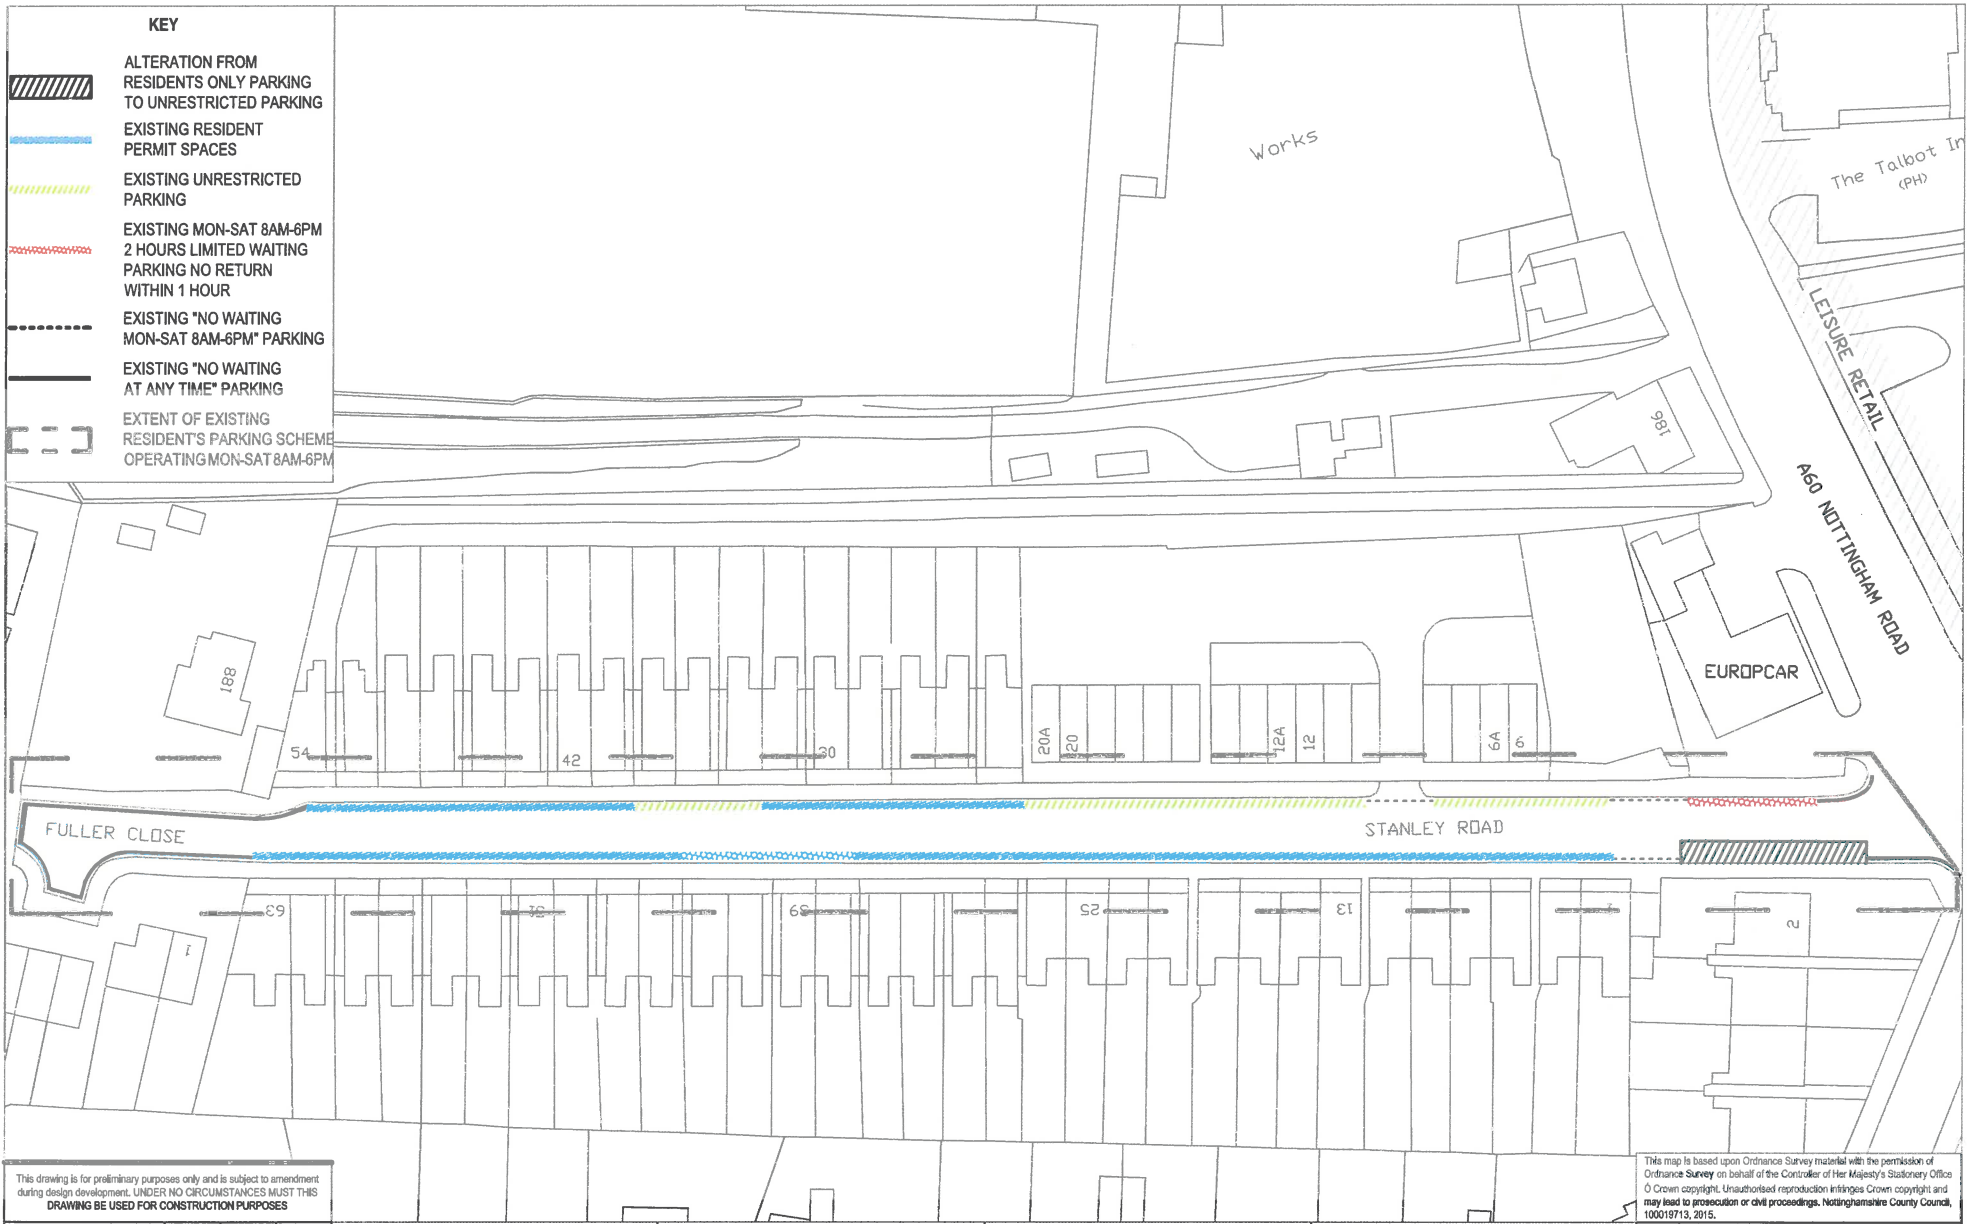 KEY
ALTERATION FROM
RESIDENTS ONLY PARKING
TO UNRESTRICTED PARKING
EXISTING RESIDENT
PERMIT SPACES
EXISTING UNRESTRICTED
PARKING
EXISTING MON-SAT 8AM-6PM
2 HOURS LIMITED WAITING
PARKING NO RETURN
WITHIN 1 HOUR
EXISTING "NO WAITING
MON-SAT 8AM-6PM" PARKING
EXISTING "NO WAITING
AT ANY TIME" PARKING
EXTENT OF EXISTING
RESIDENT'S PARKING SCHEME
OPERATING MON-SAT 8AM-6PM
Works
The Talbot In
(PH)
LEISURE RETAIL
186
A60 NOTTINGHAM ROAD
EUROPCAR
188
54
42
30
20A
20
12A
12
6A
6
FULLER CLOSE
STANLEY ROAD
63
51
39
25
13
1
2
1
This drawing is for preliminary purposes only and is subject to amendment
during design development. UNDER NO CIRCUMSTANCES MUST THIS
DRAWING BE USED FOR CONSTRUCTION PURPOSES
This map is based upon Ordnance Survey material with the permission of
Ordnance Survey on behalf of the Controller of Her Majesty's Stationery Office
Ó Crown copyright. Unauthorised reproduction infringes Crown copyright and
may lead to prosecution or civil proceedings. Nottinghamshire County Council,
100019713, 2015.